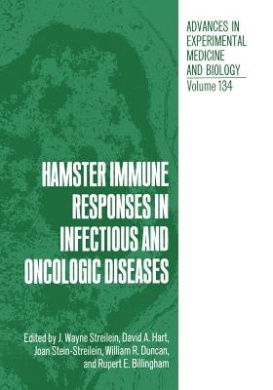 ADVANCES IN
EXPERIMENTAL
MEDICINE
AND BIOLOGY
Volume 134
HAMSTER IMMUNE
RESPONSES IN
INFECTIOUS AND
ONCOLOGIC DISEASES
Edited by J. Wayne Streilein, David A. Hart,
Joan Stein-Streilein, William R. Duncan,
and Rupert E. Billingham